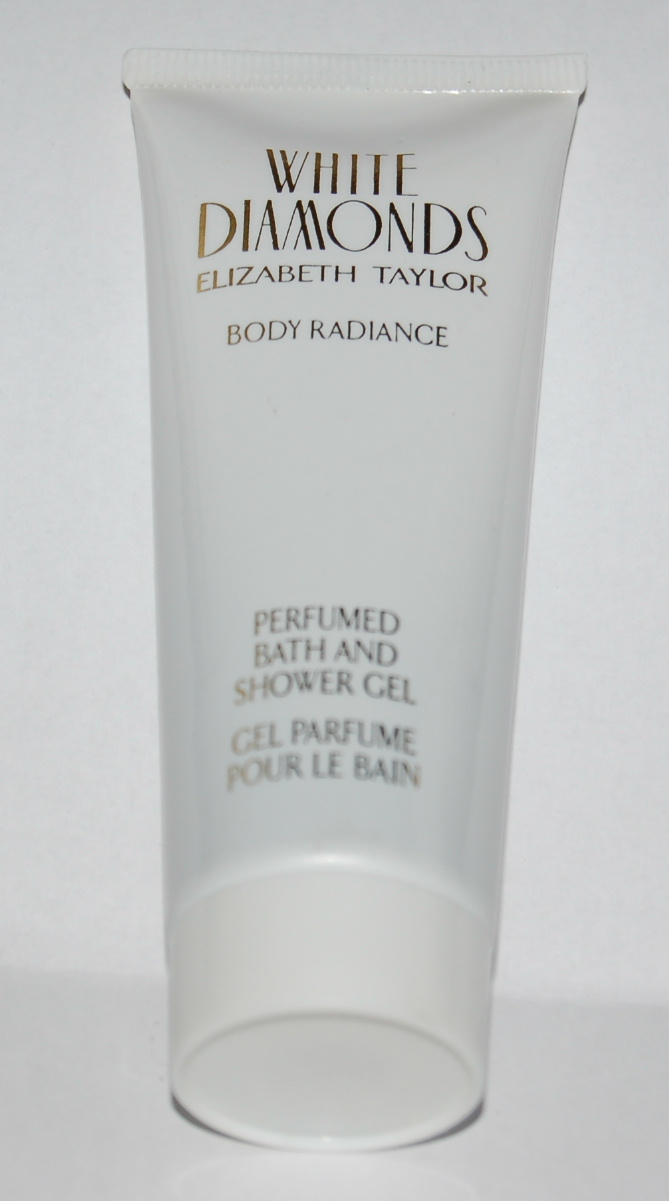 WHITE
DIAMONDS
ELIZABETH TAYLOR
BODY RADIANCE
PERFUMED
BATH AND
SHOWER GEL
GEL PARFUME
POUR LE BAIN